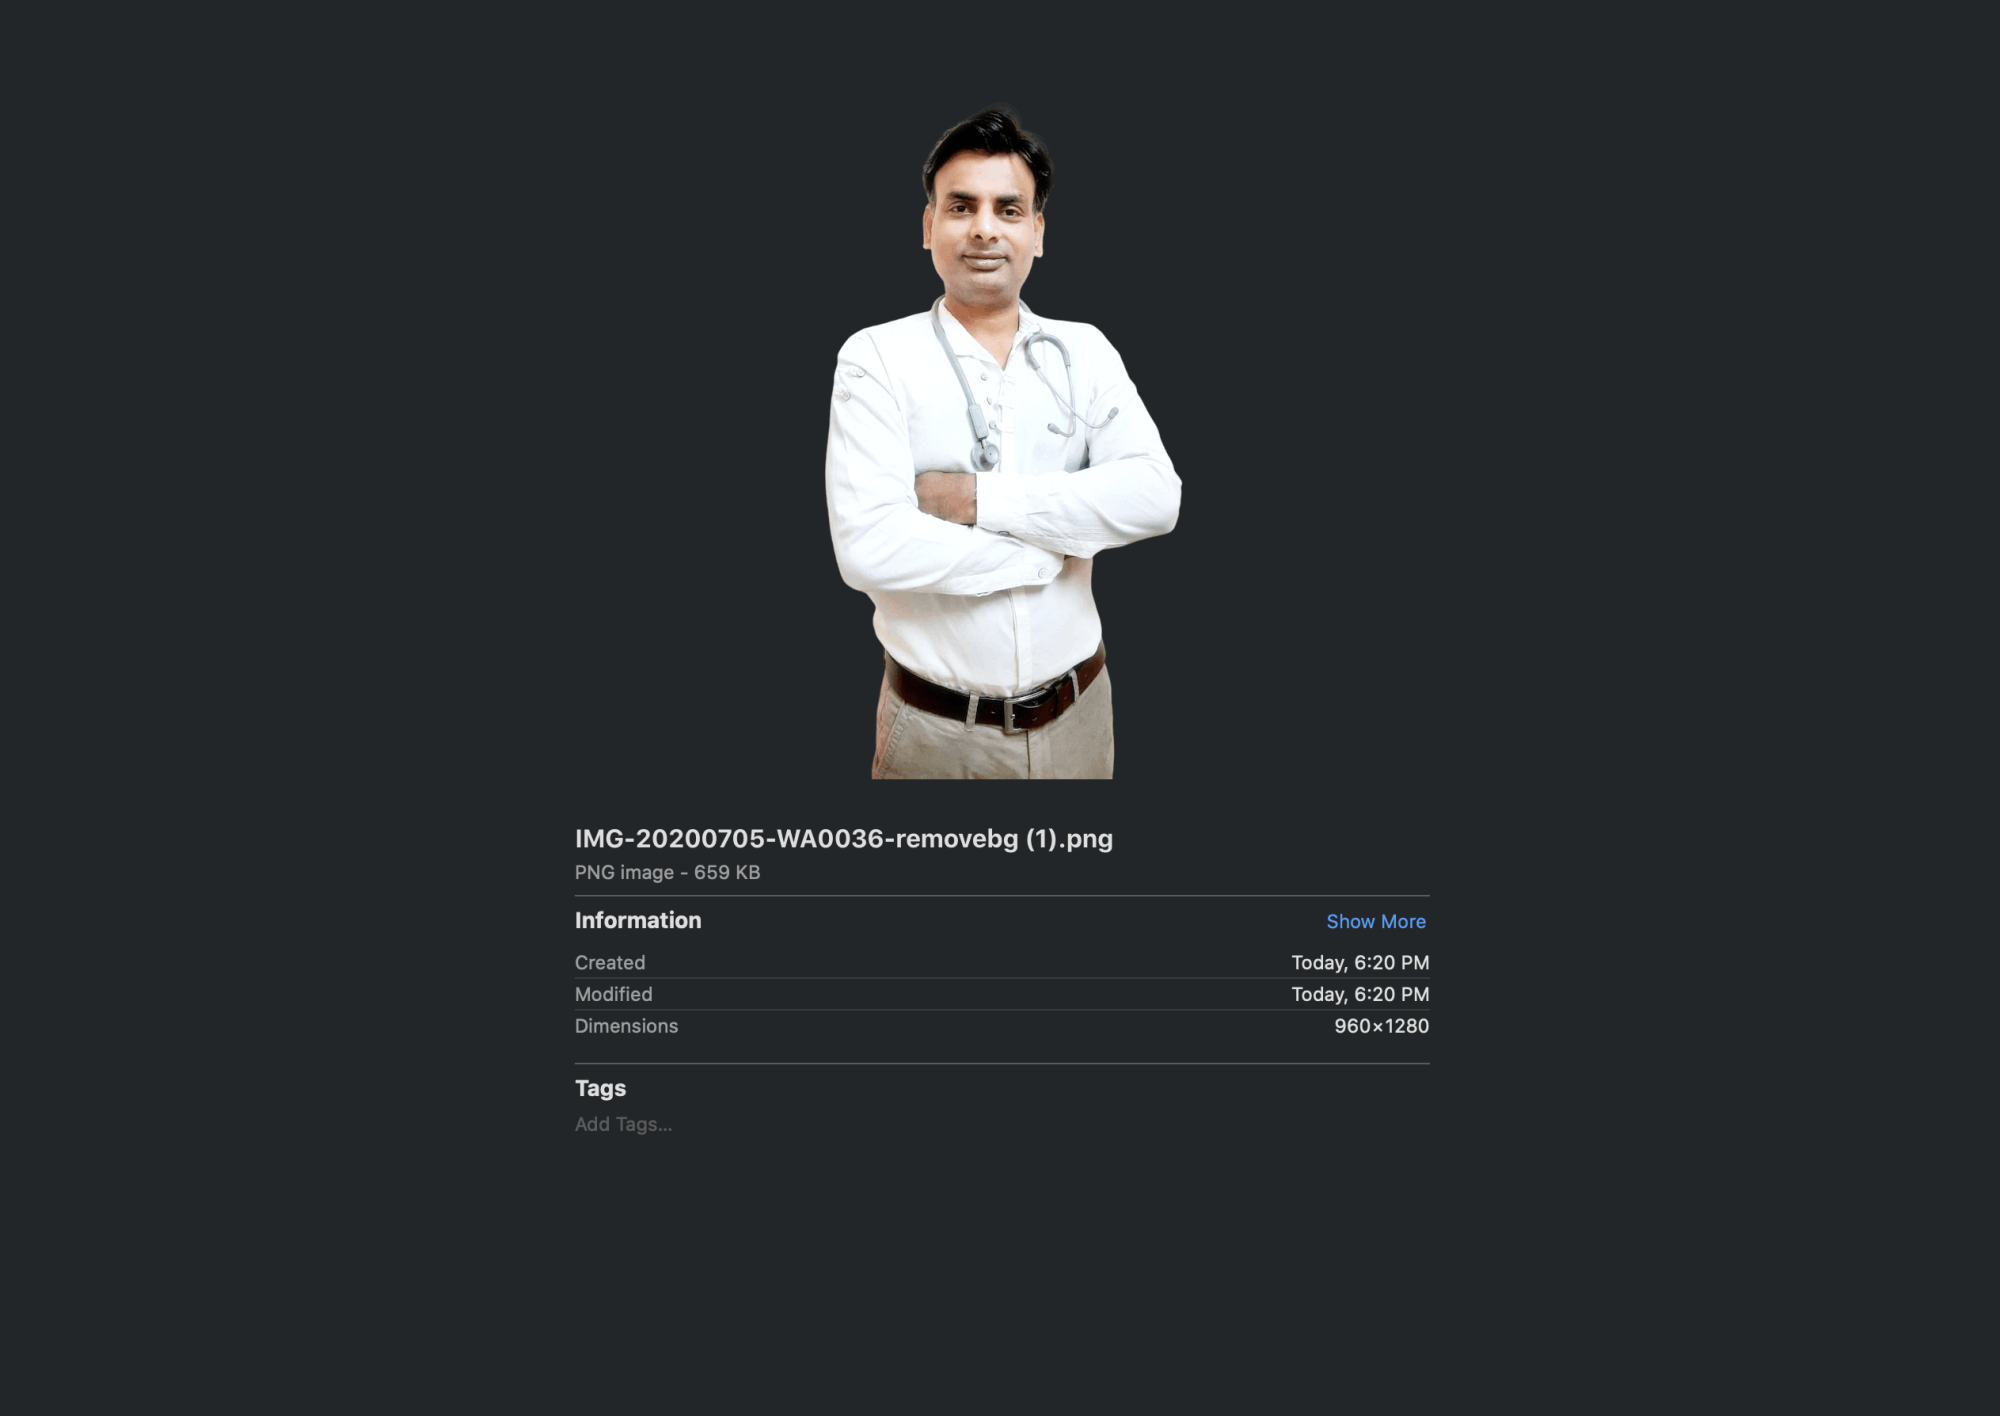 IMG-20200705-WA0036-removebg (1).png
PNG image - 659 KB
Information
Show More
Created
Today, 6:20 PM
Modified
Today, 6:20 PM
Dimensions
960×1280
Tags
Add Tags...